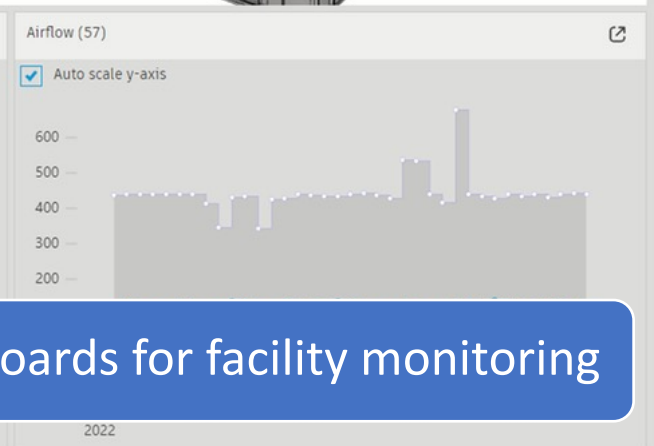 Airflow (57)
Auto scale y-axis
600
500
400
300
200
oards for facility monitoring
2022